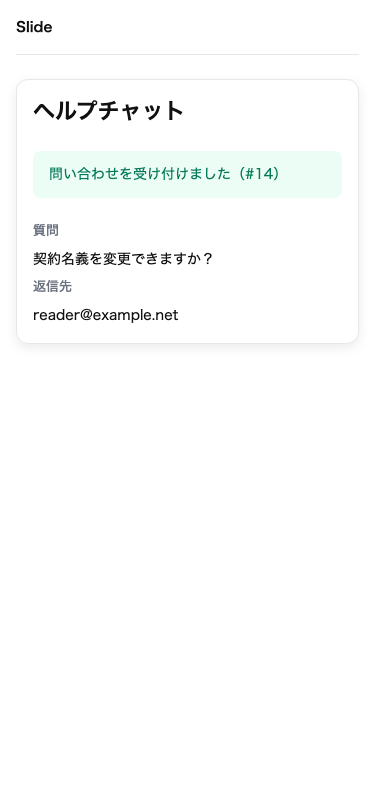 Slide
ヘルプチャット
問い合わせを受け付けました（#14）
質問
契約名義を変更できますか？
返信先
reader@example.net